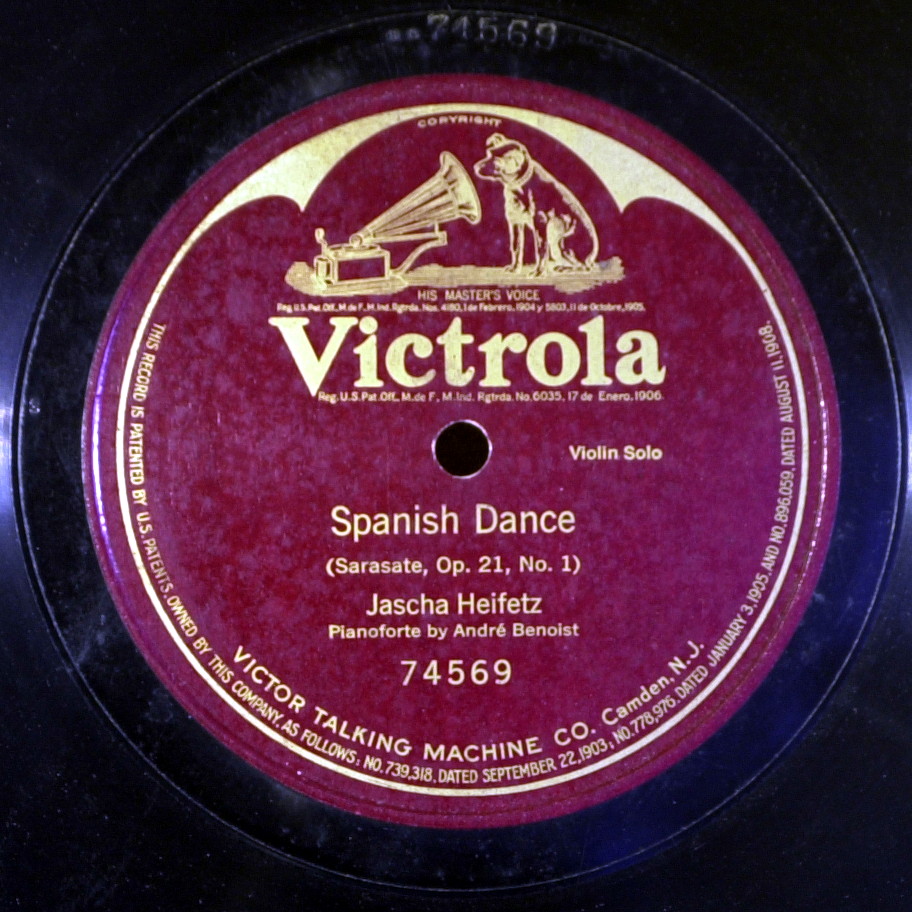 74569
COPYRIGHT
HIS MASTER'S VOICE
Reg. U.S. Pat. Off., M. de F., M. Ind. Rgtrda. Nos. 4180, 1 de Febrero, 1904 y 5803, 11 de Octubre, 1905.
Victrola
Reg. U.S. Pat. Off., M. de F., M. Ind. Rgtrda. No. 6035, 17 de Enero, 1906
Violin Solo
Spanish Dance
(Sarasate, Op. 21, No. 1)
Jascha Heifetz
Pianoforte by André Benoist
74569
VICTOR TALKING MACHINE CO. Camden, N.J.
THIS RECORD IS PATENTED BY U.S. PATENTS, OWNED BY THIS COMPANY, AS FOLLOWS: NO. 739,318, DATED SEPTEMBER 22, 1903; NO. 778,976, DATED JANUARY 3, 1905, AND NO. 896,059, DATED AUGUST 11, 1908.